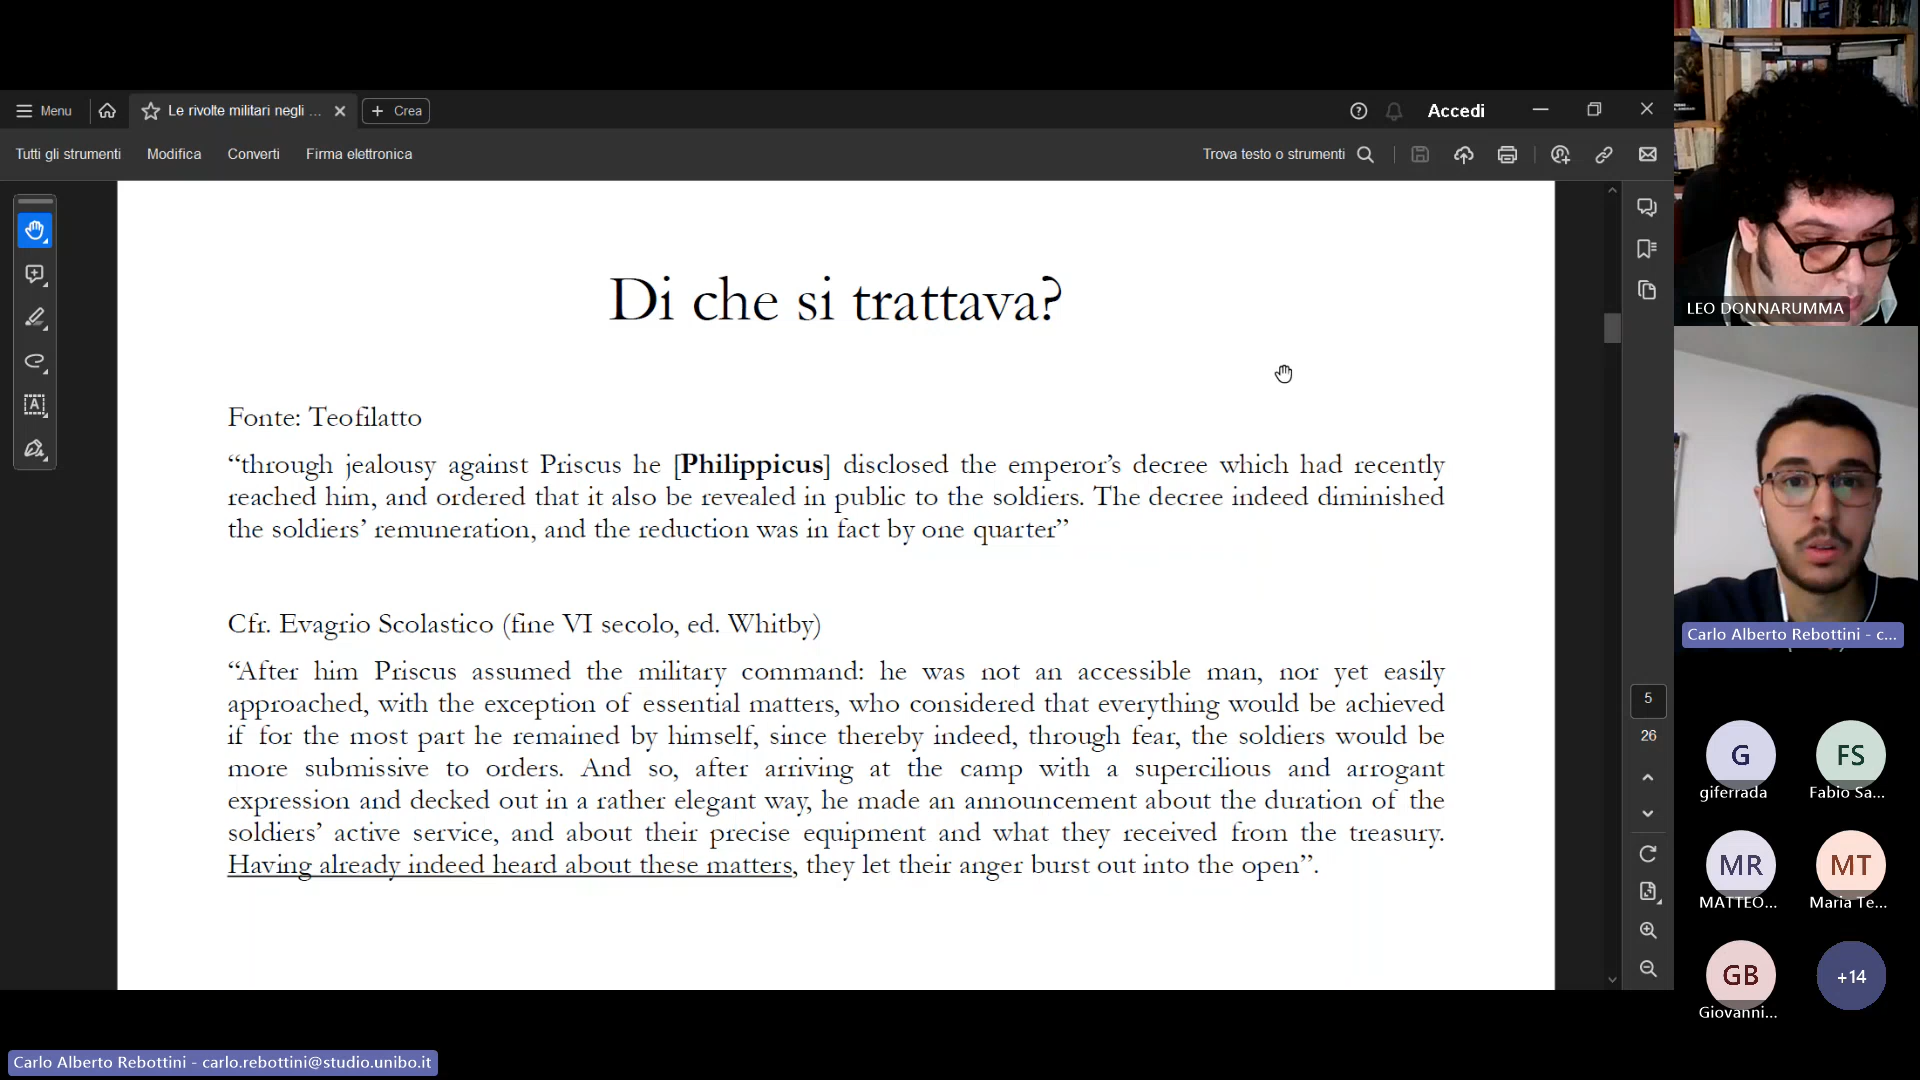 Menu
Le rivolte militari negli ...
Crea
Accedi
Tutti gli strumenti
Modifica
Converti
Firma elettronica
Trova testo o strumenti
Di che si trattava?
Fonte: Teofilatto
“through jealousy against Priscus he [Philippicus] disclosed the emperor’s decree which had recently
reached him, and ordered that it also be revealed in public to the soldiers. The decree indeed diminished
the soldiers’ remuneration, and the reduction was in fact by one quarter”
Cfr. Evagrio Scolastico (fine VI secolo, ed. Whitby)
“After him Priscus assumed the military command: he was not an accessible man, nor yet easily
approached, with the exception of essential matters, who considered that everything would be achieved
if for the most part he remained by himself, since thereby indeed, through fear, the soldiers would be
more submissive to orders. And so, after arriving at the camp with a supercilious and arrogant
expression and decked out in a rather elegant way, he made an announcement about the duration of the
soldiers’ active service, and about their precise equipment and what they received from the treasury.
Having already indeed heard about these matters, they let their anger burst out into the open”.
5
26
LEO DONNARUMMA
Carlo Alberto Rebottini - c...
G
giferrada
FS
Fabio Sa...
MR
MATTEO...
MT
Maria Te...
GB
Giovanni...
+14
Carlo Alberto Rebottini - carlo.rebottini@studio.unibo.it